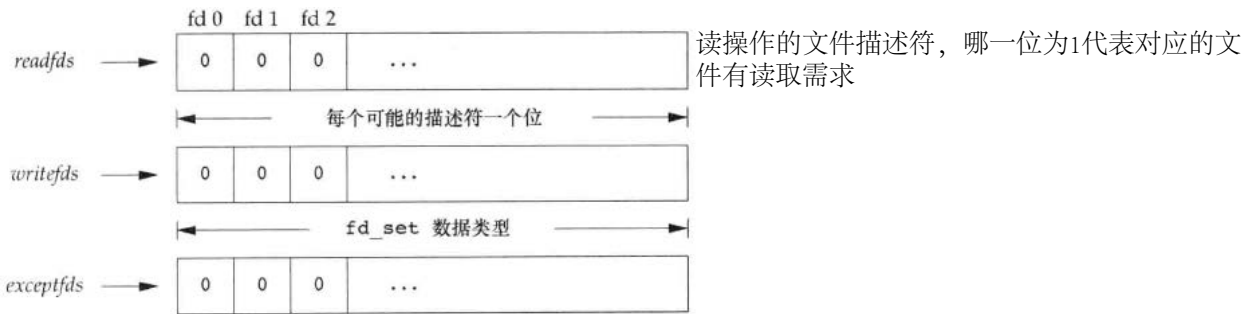 fd 0 fd 1 fd 2
readfds 0 0 0 ...
读操作的文件描述符，哪一位为1代表对应的文
件有读取需求
每个可能的描述符一个位
writefds 0 0 0 ...
fd_set 数据类型
exceptfds 0 0 0 ...